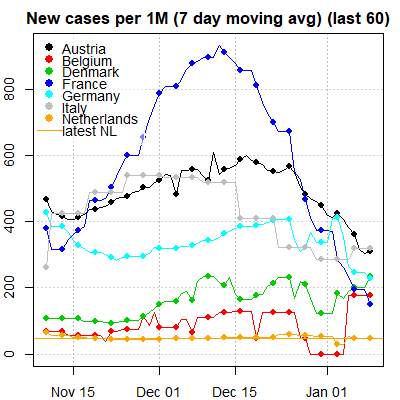 New cases per 1M (7 day moving avg) (last 60)
Austria
Belgium
Denmark
France
Germany
Italy
Netherlands
latest NL
800
600
400
200
0
Nov 15 Dec 01 Dec 15 Jan 01